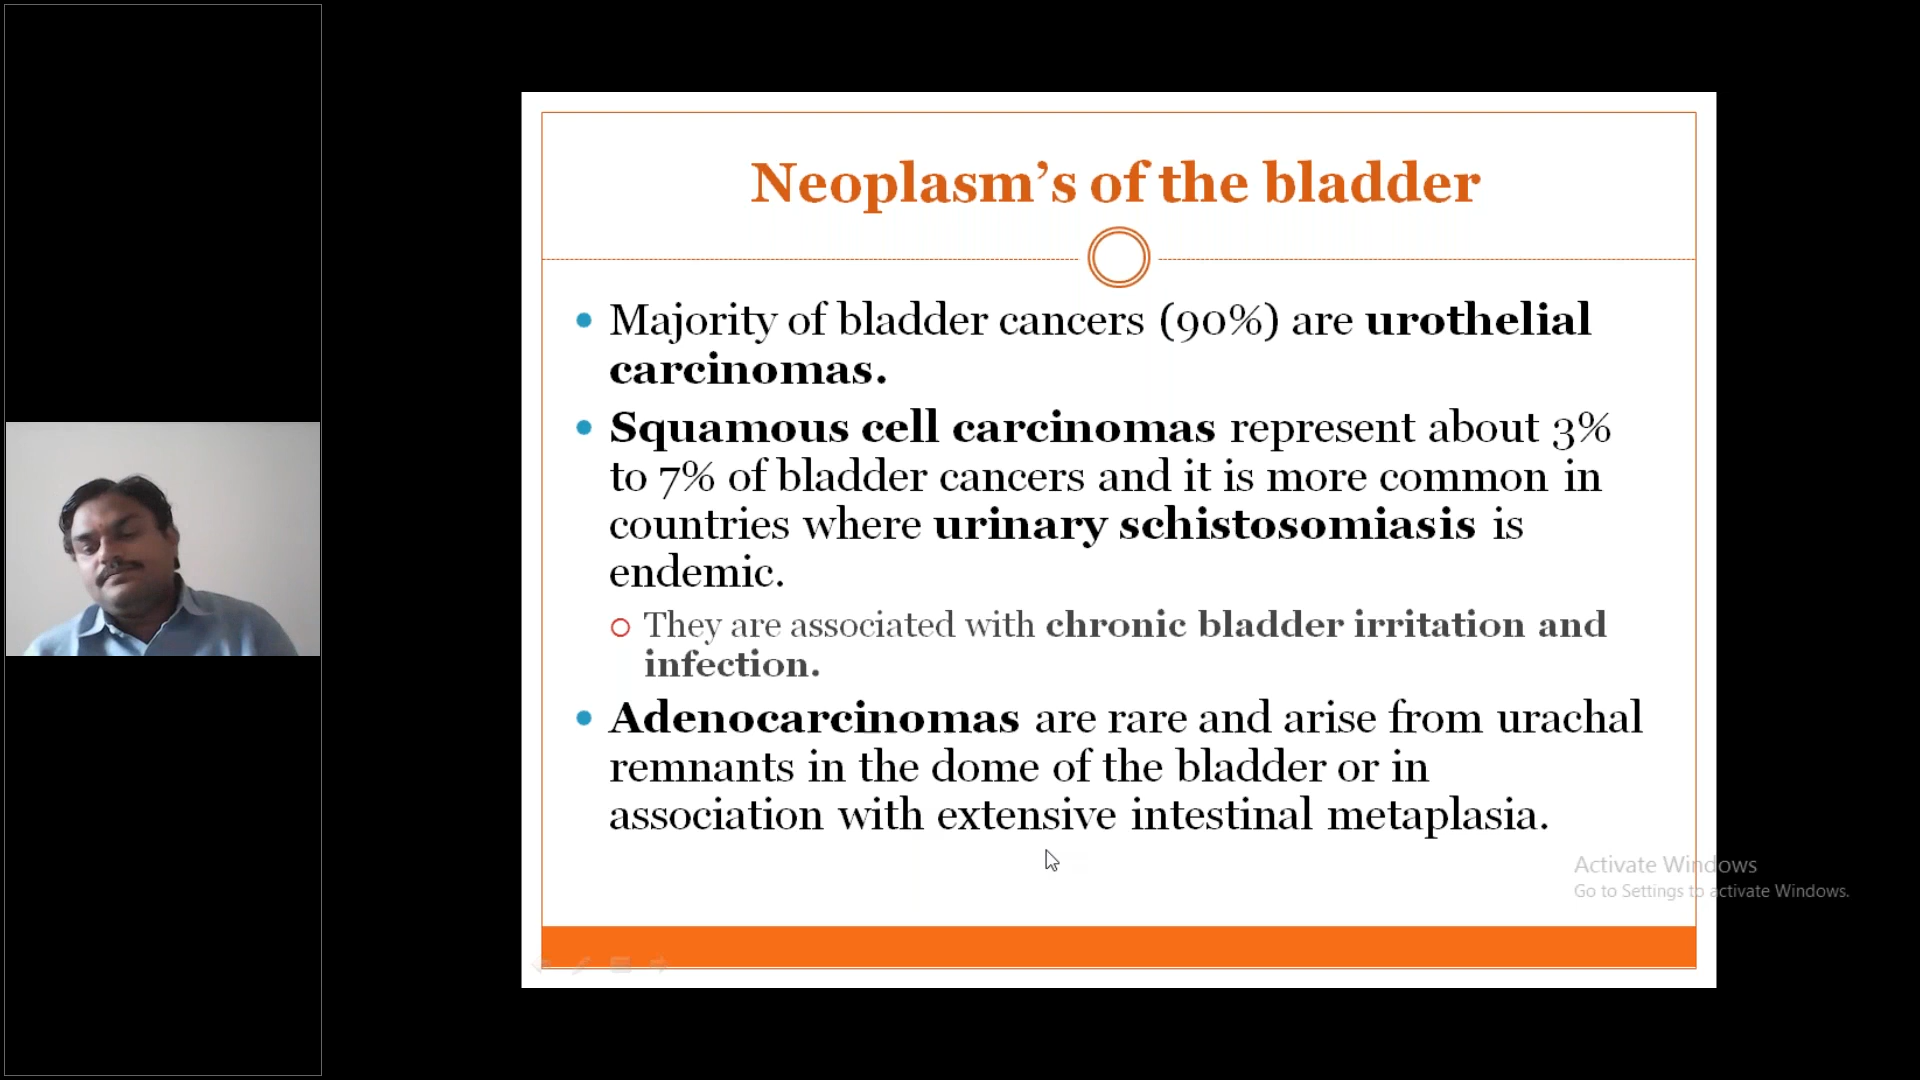 Neoplasm’s of the bladder
Majority of bladder cancers (90%) are urothelial
carcinomas.
Squamous cell carcinomas represent about 3%
to 7% of bladder cancers and it is more common in
countries where urinary schistosomiasis is
endemic.
They are associated with chronic bladder irritation and
infection.
Adenocarcinomas are rare and arise from urachal
remnants in the dome of the bladder or in
association with extensive intestinal metaplasia.
Activate Windows
Go to Settings to activate Windows.